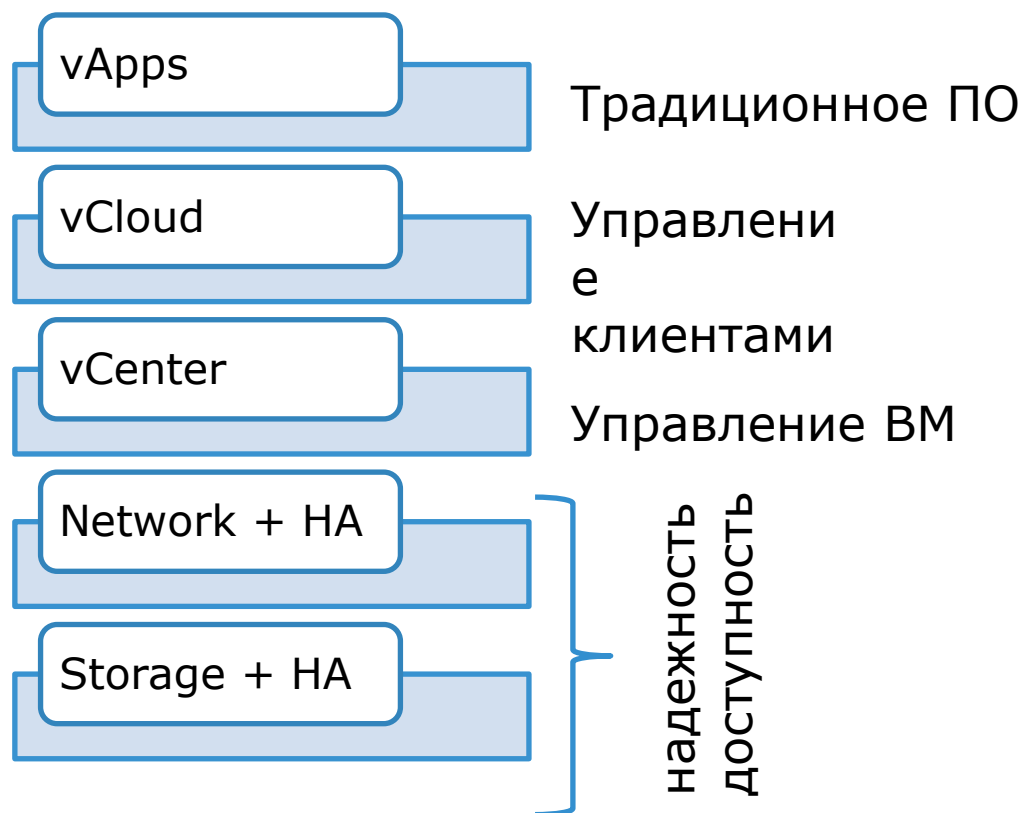 vApps
Традиционное ПО
vCloud
Управлени
е
клиентами
vCenter
Управление ВМ
Network + HA
Storage + HA
надежность
доступность